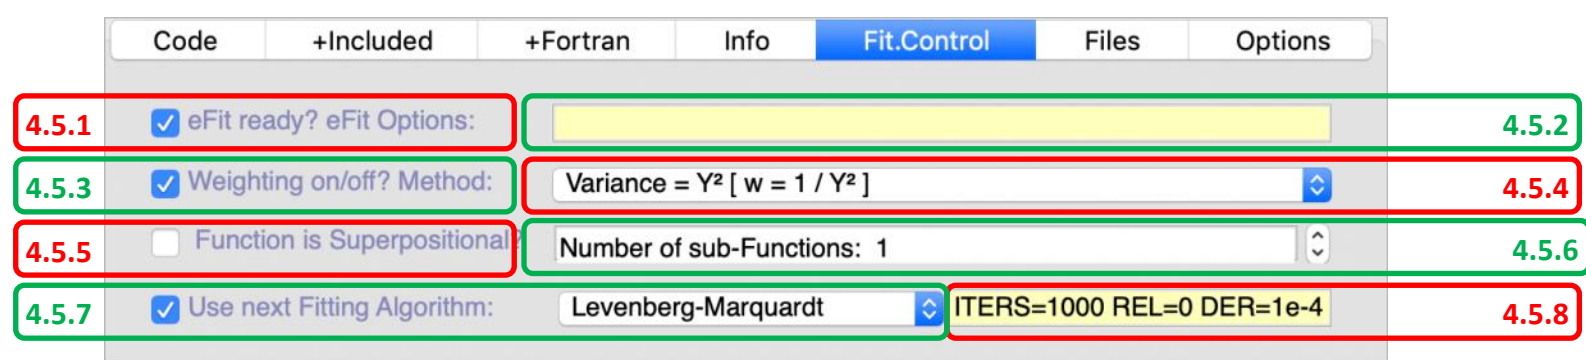 Code +Included +Fortran Info Fit.Control Files Options
4.5.1 eFit ready? eFit Options: 4.5.2
4.5.3 Weighting on/off? Method: Variance = Y² [ w = 1 / Y² ] 4.5.4
4.5.5 Function is Superpositional? Number of sub-Functions: 1 4.5.6
4.5.7 Use next Fitting Algorithm: Levenberg-Marquardt ITERS=1000 REL=0 DER=1e-4 4.5.8